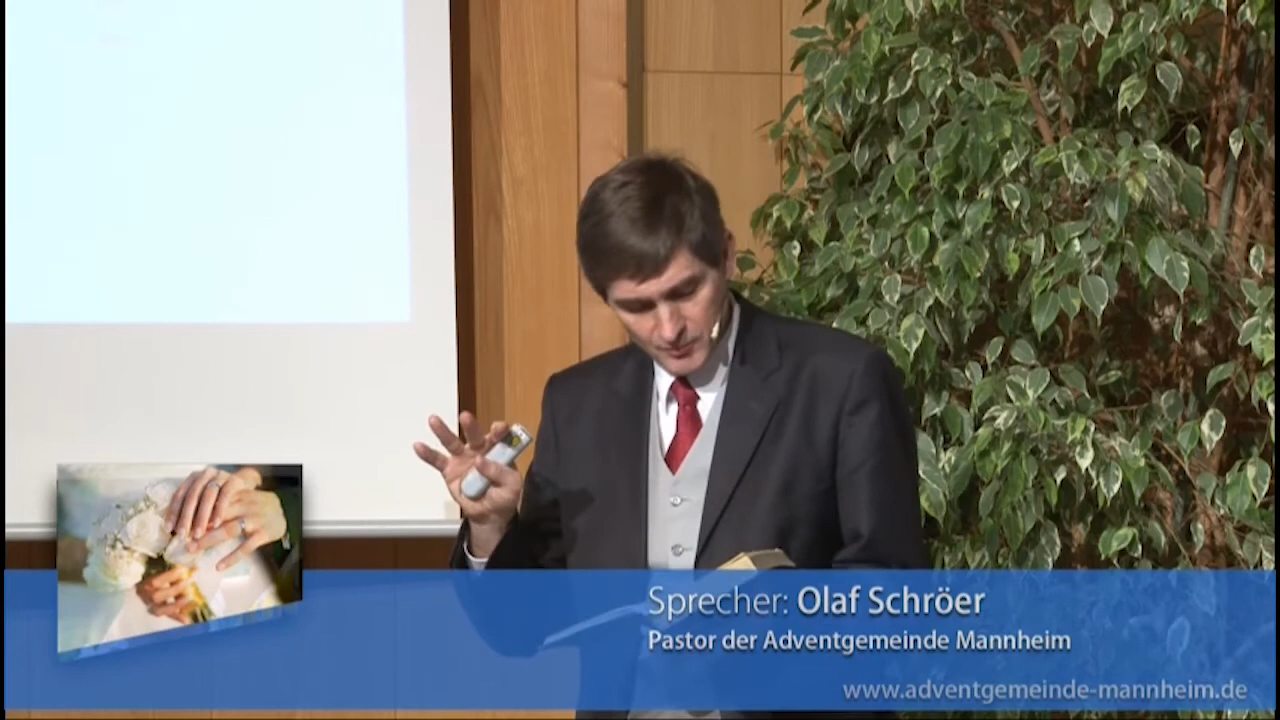 Sprecher: Olaf Schröer
Pastor der Adventgemeinde Mannheim
www.adventgemeinde-mannheim.de